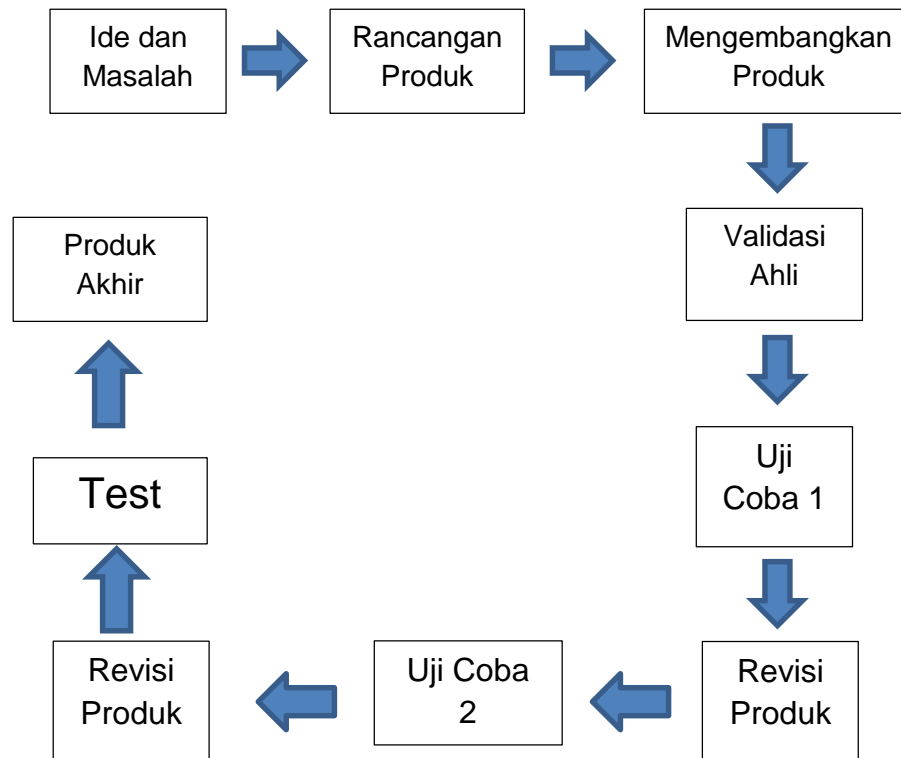 Ide dan
Masalah
Rancangan
Produk
Mengembangkan
Produk
Validasi
Ahli
Uji
Coba 1
Revisi
Produk
Uji Coba
2
Revisi
Produk
Test
Produk
Akhir